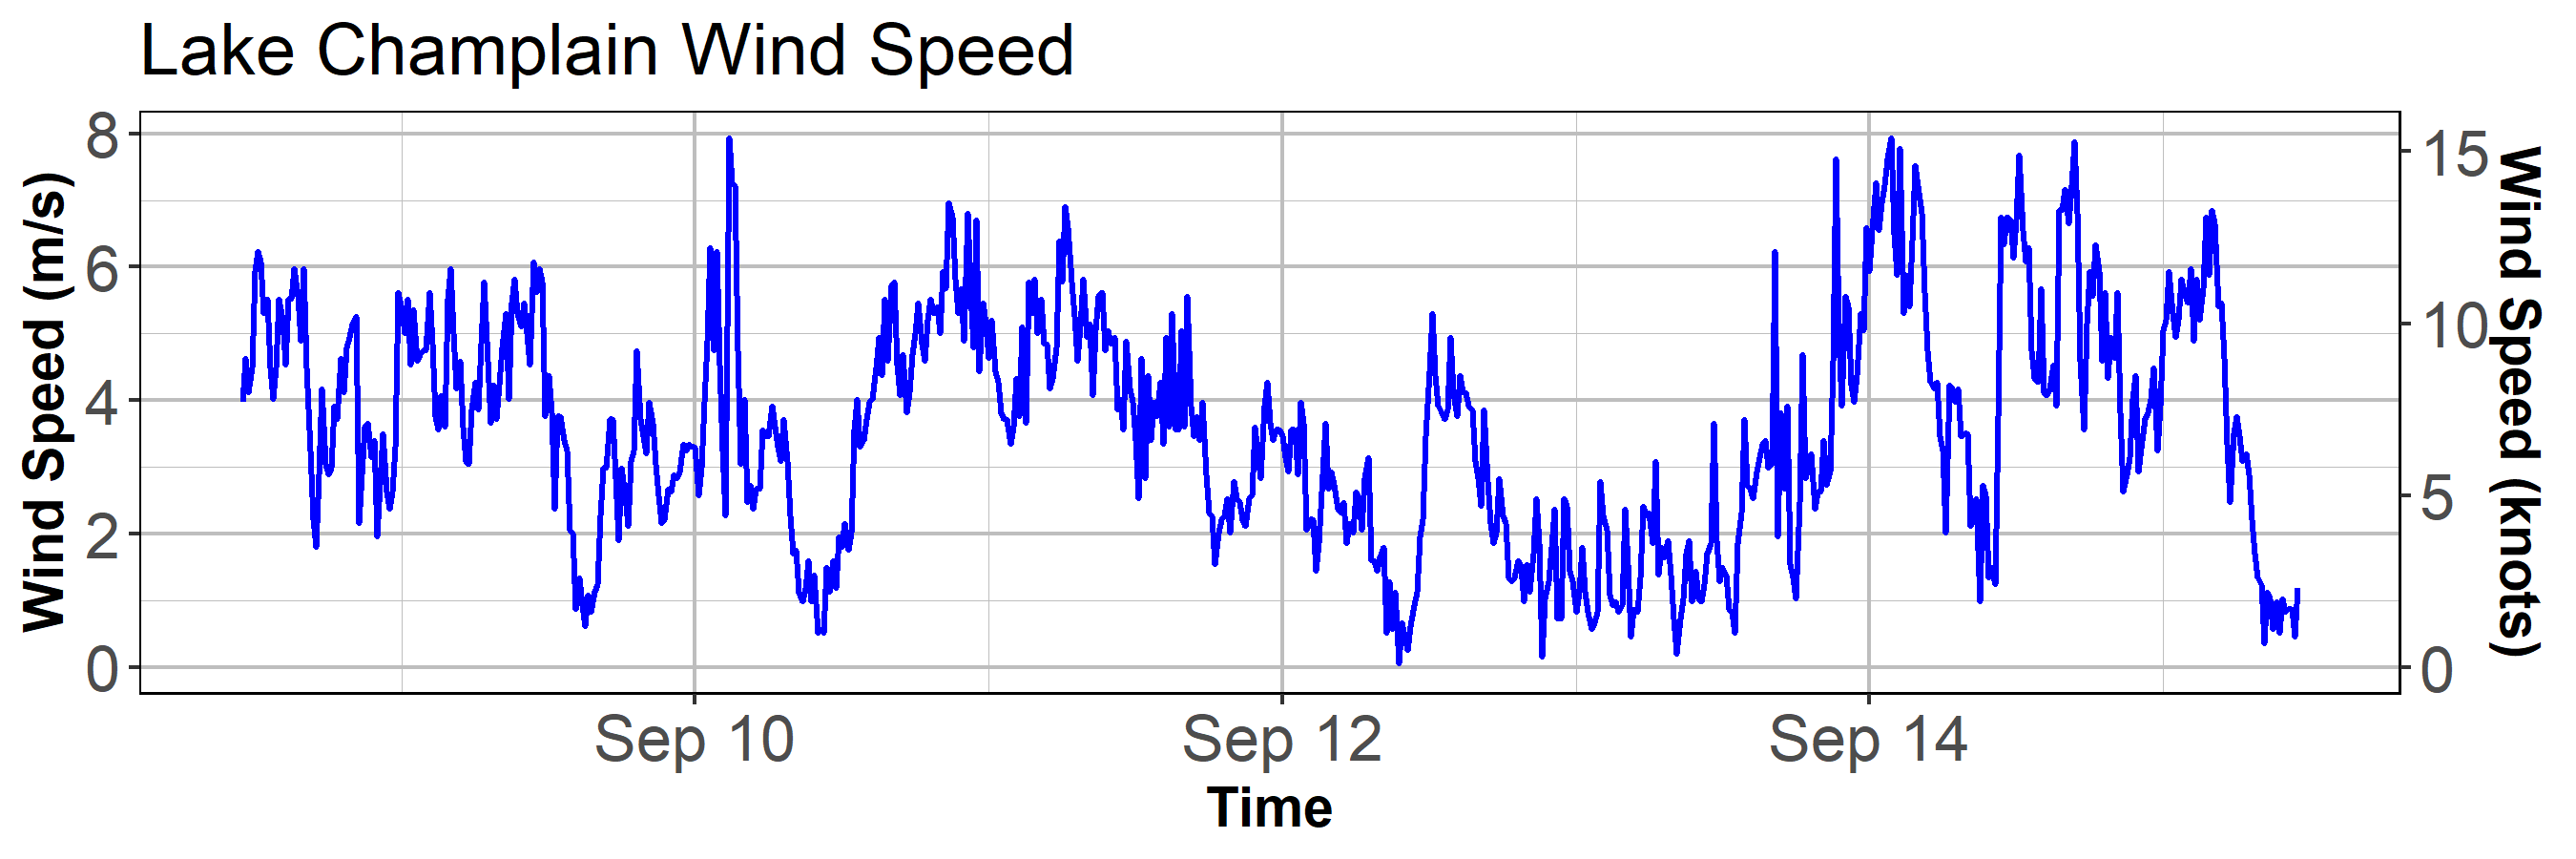 Lake Champlain Wind Speed
Wind Speed (m/s)
8
6
4
2
0
15
10
5
0
Wind Speed (knots)
Sep 10 Sep 12 Sep 14
Time